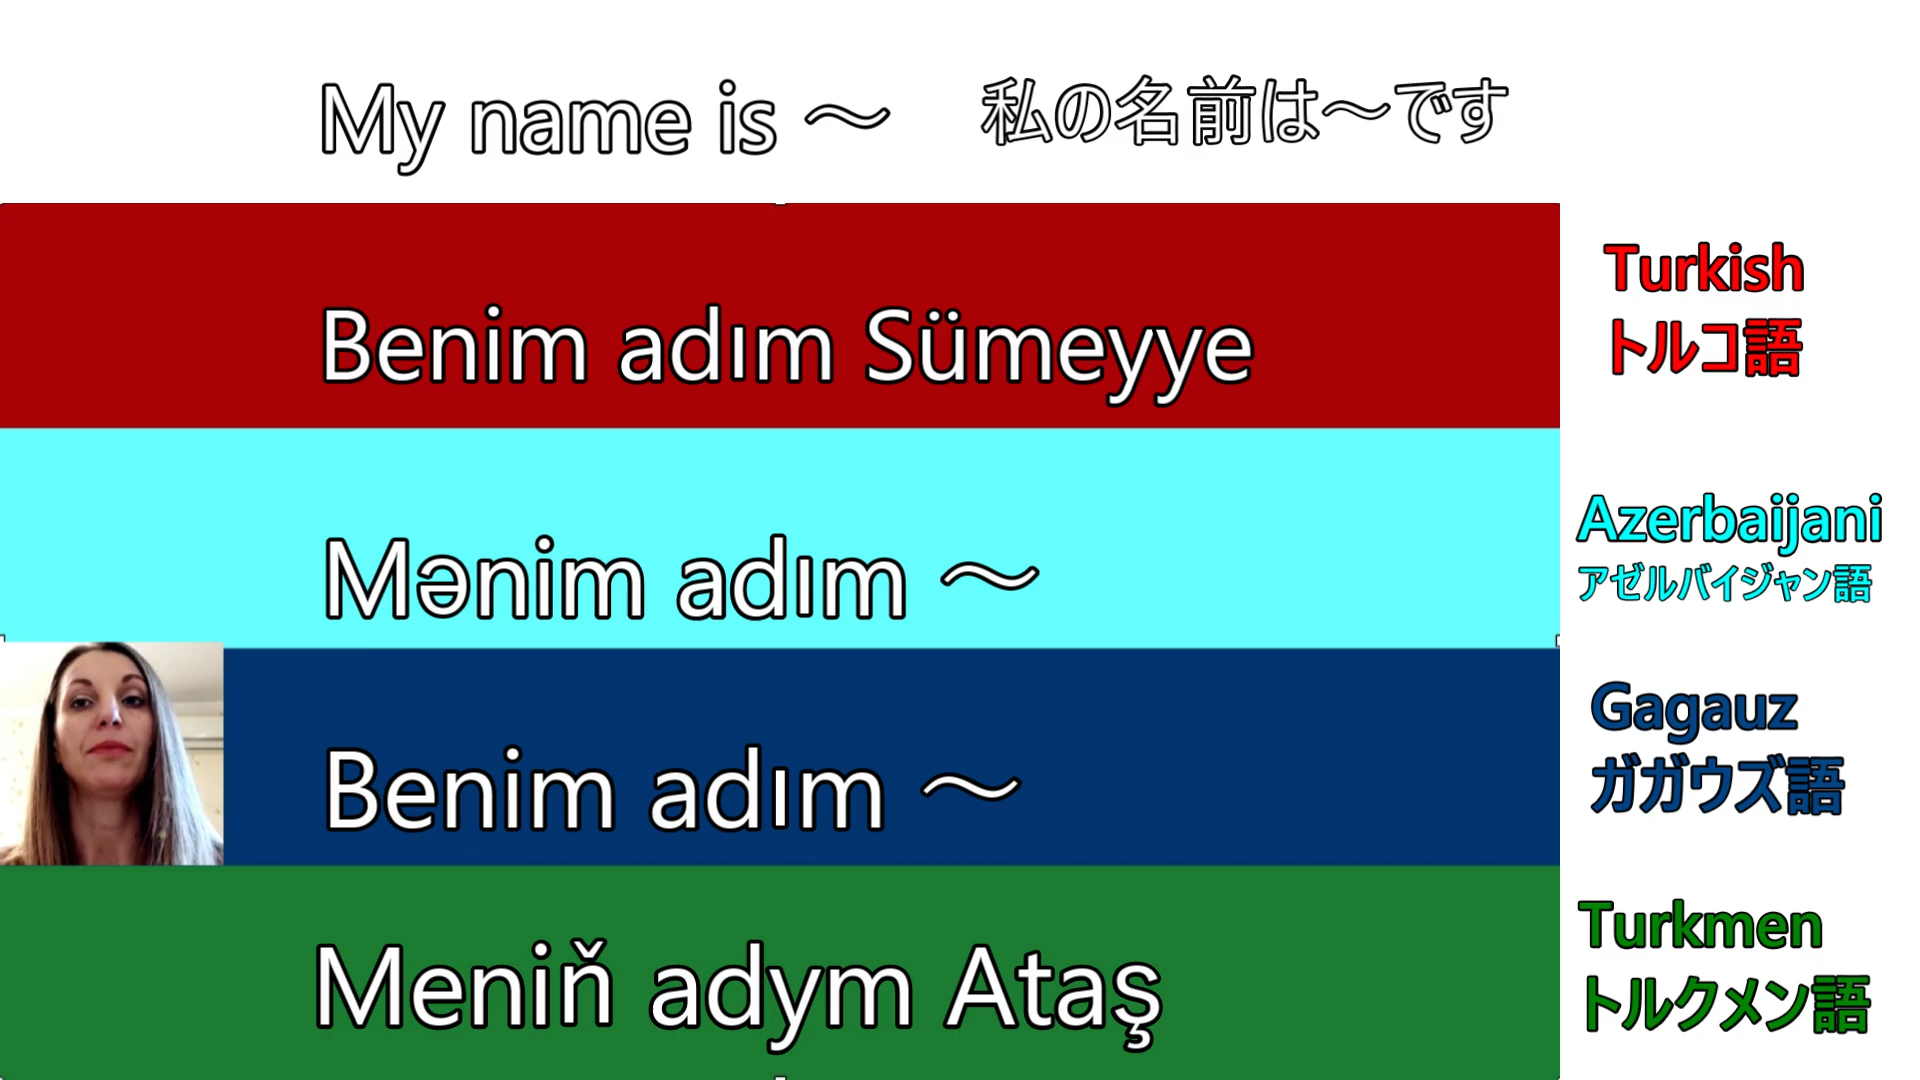 My name is ～ 私の名前は～です
Benim adım Sümeyye
Turkish
トルコ語
Mənim adım ～
Azerbaijani
アゼルバイジャン語
Benim adım ～
Gagauz
ガガウズ語
Meniň adym Ataş
Turkmen
トルクメン語